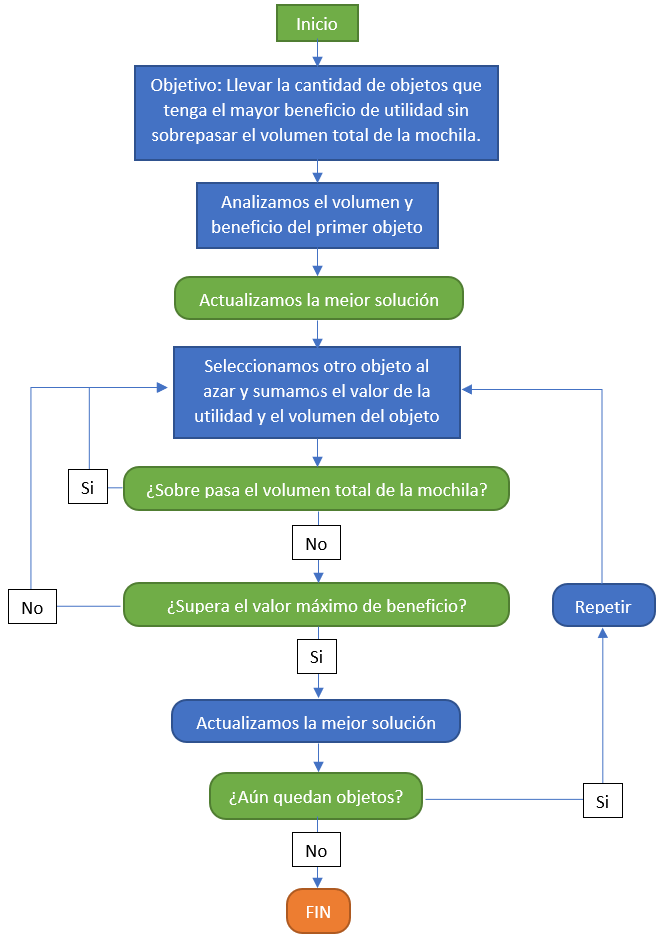 Inicio
Objetivo: Llevar la cantidad de objetos que
tenga el mayor beneficio de utilidad sin
sobrepasar el volumen total de la mochila.
Analizamos el volumen y
beneficio del primer objeto
Actualizamos la mejor solución
Seleccionamos otro objeto al
azar y sumamos el valor de la
utilidad y el volumen del objeto
Si
¿Sobre pasa el volumen total de la mochila?
No
No
¿Supera el valor máximo de beneficio?
Repetir
Si
Actualizamos la mejor solución
¿Aún quedan objetos?
Si
No
FIN